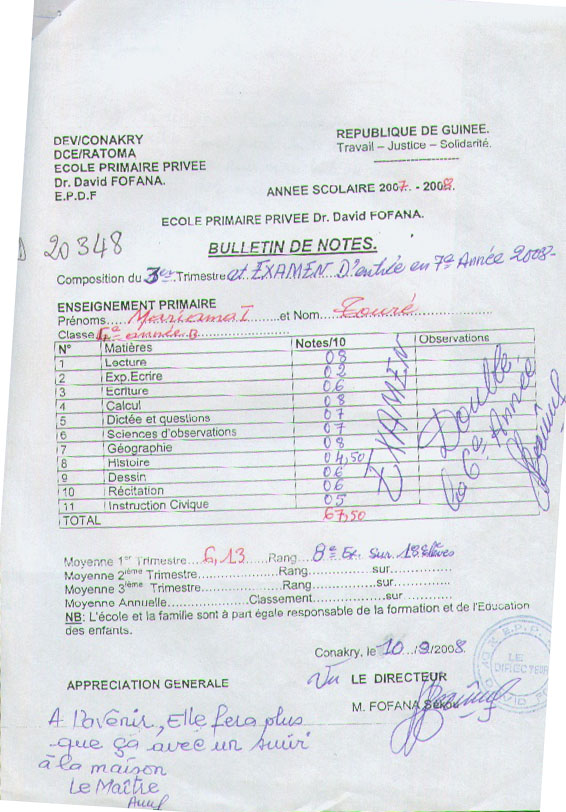 DEV/CONAKRY
DCE/RATOMA
ECOLE PRIMAIRE PRIVEE
Dr. David FOFANA.
E.P.D.F
REPUBLIQUE DE GUINEE.
Travail – Justice – Solidarité.
ANNEE SCOLAIRE 2007. - 2008.
ECOLE PRIMAIRE PRIVEE Dr. David FOFANA.
20348
BULLETIN DE NOTES.
Composition du 3er Trimestre et EXAMEN D'entrée en 7e Année 2008-
ENSEIGNEMENT PRIMAIRE
Prénoms Mariama I et Nom Touré
Classe 6e année B
N° Matières Notes/10 Observations
1 Lecture 08
2 Exp.Ecrire 02
3 Ecriture 06
4 Calcul 08
5 Dictée et questions 07
6 Sciences d'observations 07
7 Géographie 08
8 Histoire 04,50
9 Dessin 06
10 Récitation 06
11 Instruction Civique 05
TOTAL 67,50
EXAMEN
Double
la 6e Année
Moyenne 1er Trimestre 6,13 Rang 8e Ex. Sur 18 élèves
Moyenne 2ième Trimestre Rang sur
Moyenne 3ième Trimestre Rang sur
Moyenne Annuelle Classement sur
NB: L'école et la famille sont à part égale responsable de la formation et de l'Education
des enfants.
Conakry, le 10 /9/2008
Vu LE DIRECTEUR
M. FOFANA Sékou
LE
DIRECTEUR
APPRECIATION GENERALE
A l'avenir, Elle fera plus
que ça avec un suivi
à la maison
Le Maître